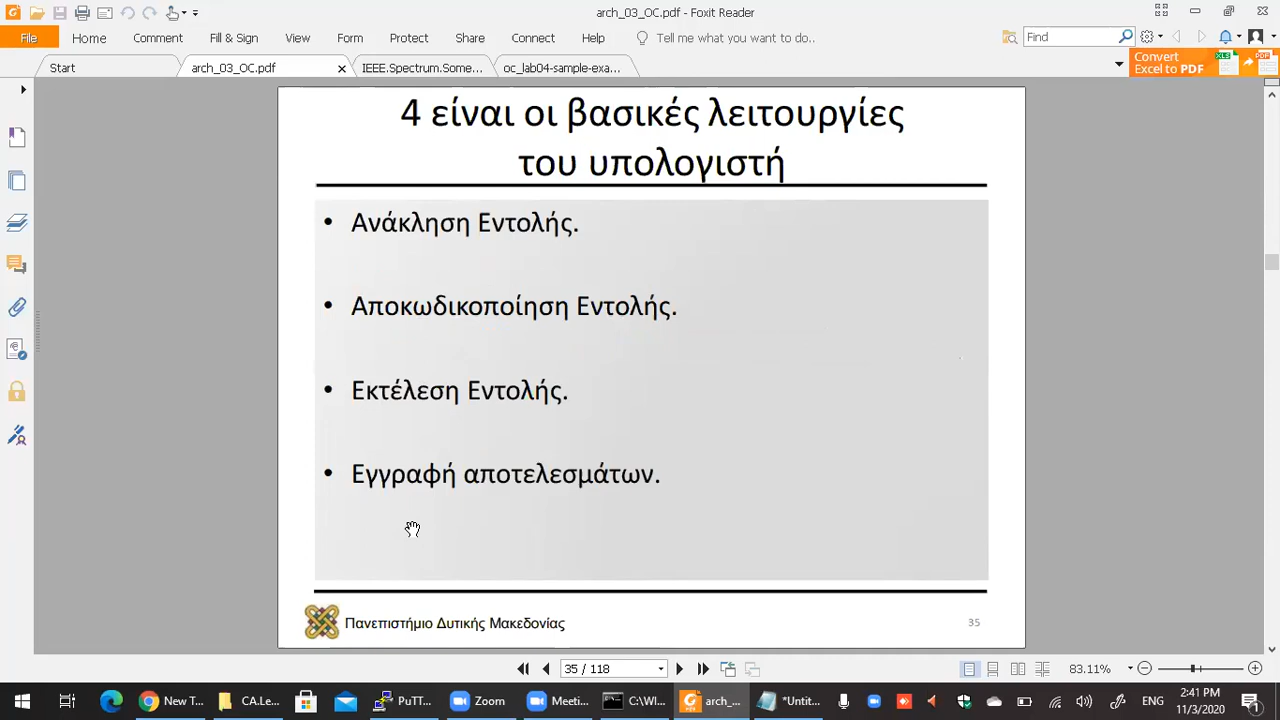 arch_03_OC.pdf - Foxit Reader
File Home Comment Fill & Sign View Form Protect Share Connect Help Tell me what you want to do.. Find
Convert Excel to PDF
Start arch_03_OC.pdf IEEE.Spectrum.Some... oc_lab04-sample-exa...
4 είναι οι βασικές λειτουργίες
του υπολογιστή
• Ανάκληση Εντολής.
• Αποκωδικοποίηση Εντολής.
• Εκτέλεση Εντολής.
• Εγγραφή αποτελεσμάτων.
Πανεπιστήμιο Δυτικής Μακεδονίας 35
35 / 118 83.11%
New T... CA.Le... PuTT... Zoom Meeti... C:\WI... arch_... *Untit... ENG 2:41 PM
11/3/2020